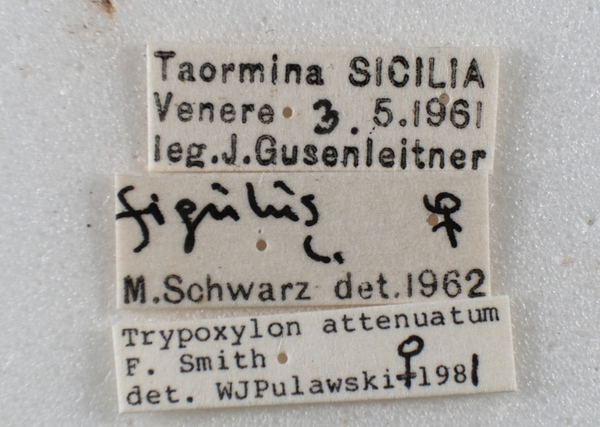 Taormina SICILIA
Venere 3. 5.1961
leg.J.Gusenleitner
figulus ♀
L.
M.Schwarz det.1962
Trypoxylon attenuatum
F. Smith
det. WJPulawski ♀ 1981